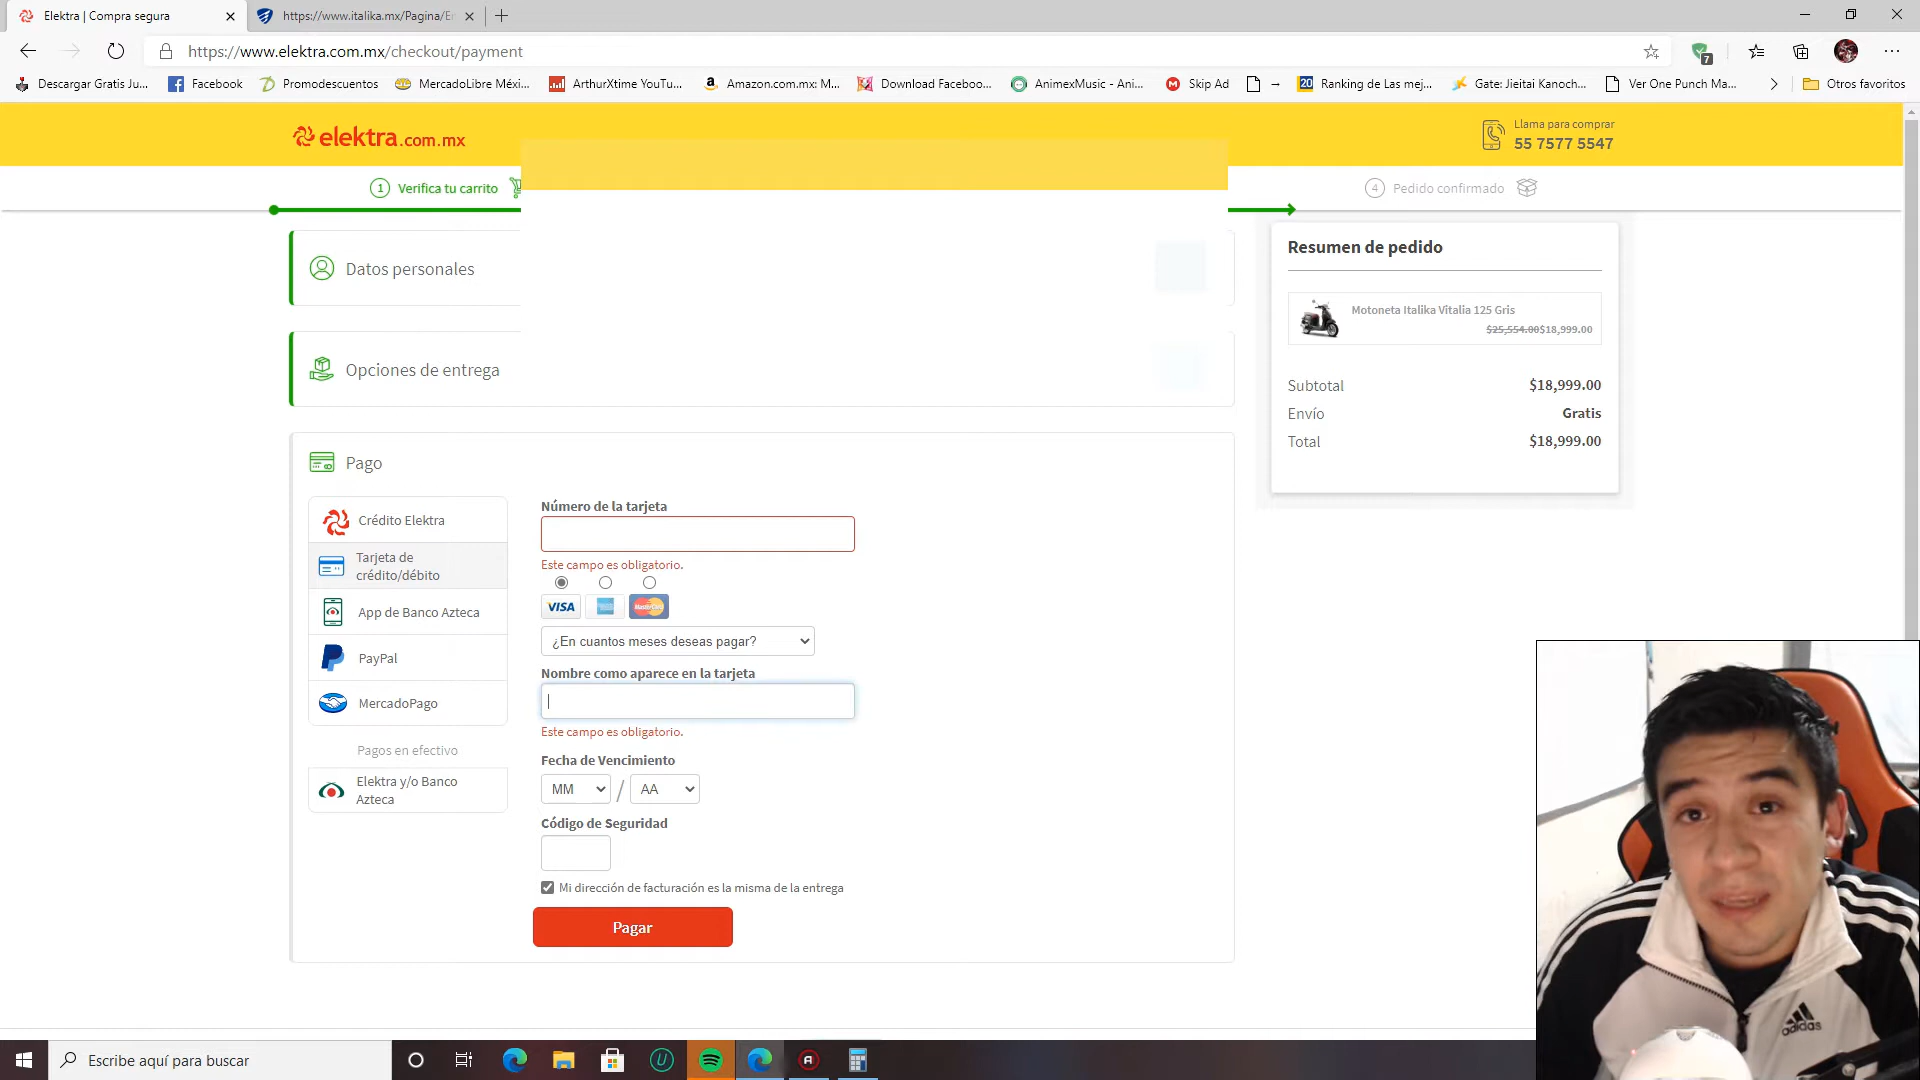 Elektra | Compra segura
https://www.italika.mx/Pagina/E
https://www.elektra.com.mx/checkout/payment
7
Descargar Gratis Ju...
Facebook
Promodescuentos
MercadoLibre Méxi...
ArthurXtime YouTu...
Amazon.com.mx: M...
Download Faceboo...
AnimexMusic - Ani...
Skip Ad
20 Ranking de Las mej...
Gate: Jieitai Kanoch...
Ver One Punch Ma...
Otros favoritos
elektra.com.mx
Llama para comprar
55 7577 5547
1 Verifica tu carrito
4 Pedido confirmado
Datos personales
Opciones de entrega
Resumen de pedido
Motoneta Italika Vitalia 125 Gris
$25,554.00$18,999.00
Subtotal $18,999.00
Envío Gratis
Total $18,999.00
Pago
Crédito Elektra
Tarjeta de
crédito/débito
App de Banco Azteca
PayPal
MercadoPago
Pagos en efectivo
Elektra y/o Banco
Azteca
Número de la tarjeta
Este campo es obligatorio.
VISA
MasterCard
¿En cuantos meses deseas pagar?
Nombre como aparece en la tarjeta
Este campo es obligatorio.
Fecha de Vencimiento
MM / AA
Código de Seguridad
Mi dirección de facturación es la misma de la entrega
Pagar
adidas
Escribe aquí para buscar